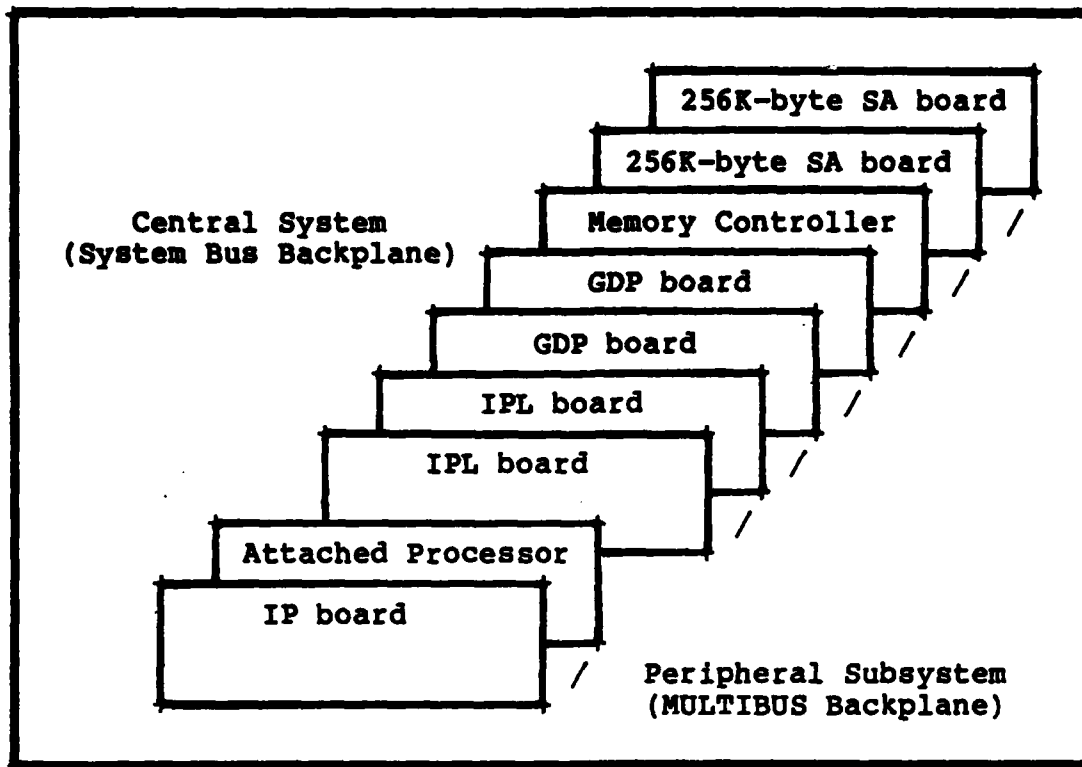 256K-byte SA board
256K-byte SA board
Central System
(System Bus Backplane)
Memory Controller
GDP board
GDP board
IPL board
IPL board
Attached Processor
IP board
Peripheral Subsystem
(MULTIBUS Backplane)